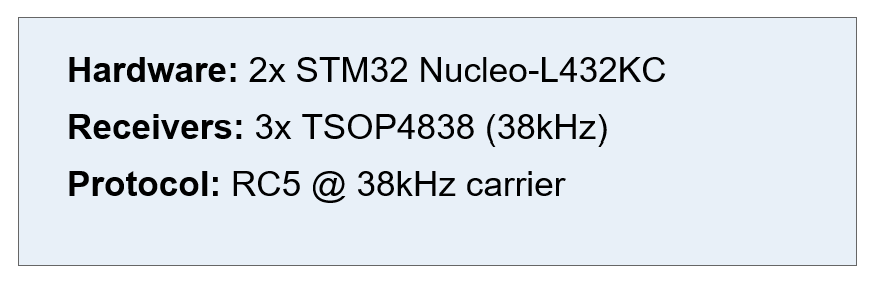 Hardware: 2x STM32 Nucleo-L432KC
Receivers: 3x TSOP4838 (38kHz)
Protocol: RC5 @ 38kHz carrier